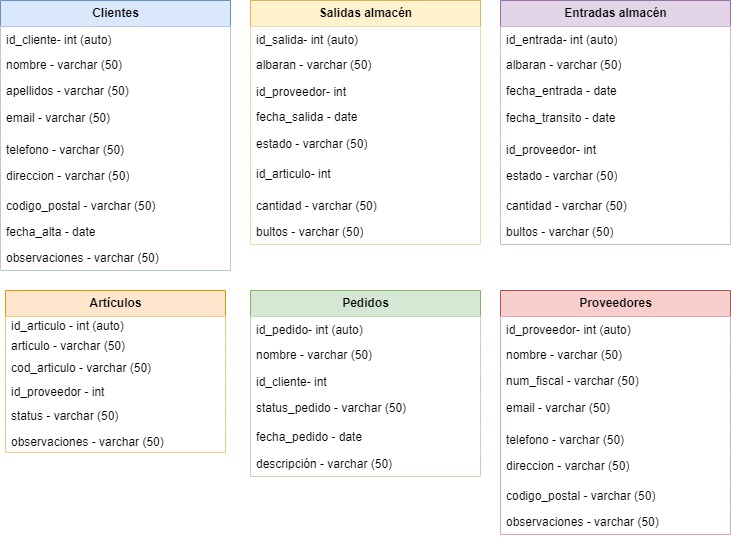 Clientes
id_cliente- int (auto)
nombre - varchar (50)
apellidos - varchar (50)
email - varchar (50)
telefono - varchar (50)
direccion - varchar (50)
codigo_postal - varchar (50)
fecha_alta - date
observaciones - varchar (50)
Salidas almacén
id_salida- int (auto)
albaran - varchar (50)
id_proveedor- int
fecha_salida - date
estado - varchar (50)
id_articulo- int
cantidad - varchar (50)
bultos - varchar (50)
Entradas almacén
id_entrada- int (auto)
albaran - varchar (50)
fecha_entrada - date
fecha_transito - date
id_proveedor- int
estado - varchar (50)
cantidad - varchar (50)
bultos - varchar (50)
Artículos
id_articulo - int (auto)
articulo - varchar (50)
cod_articulo - varchar (50)
id_proveedor - int
status - varchar (50)
observaciones - varchar (50)
Pedidos
id_pedido- int (auto)
nombre - varchar (50)
id_cliente- int
status_pedido - varchar (50)
fecha_pedido - date
descripción - varchar (50)
Proveedores
id_proveedor- int (auto)
nombre - varchar (50)
num_fiscal - varchar (50)
email - varchar (50)
telefono - varchar (50)
direccion - varchar (50)
codigo_postal - varchar (50)
observaciones - varchar (50)